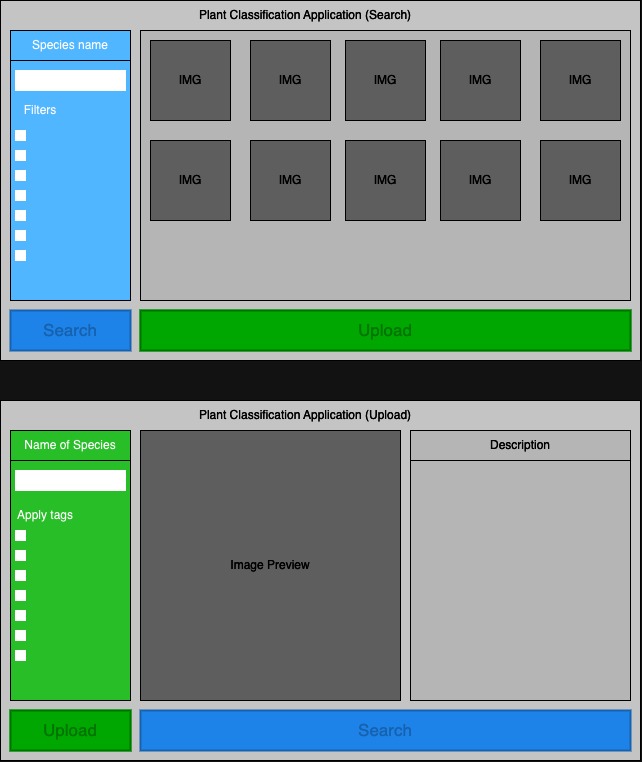 Plant Classification Application (Search)
Species name
Filters
IMG IMG IMG IMG IMG
IMG IMG IMG IMG IMG
Search
Upload
Plant Classification Application (Upload)
Name of Species
Apply tags
Image Preview
Description
Upload
Search